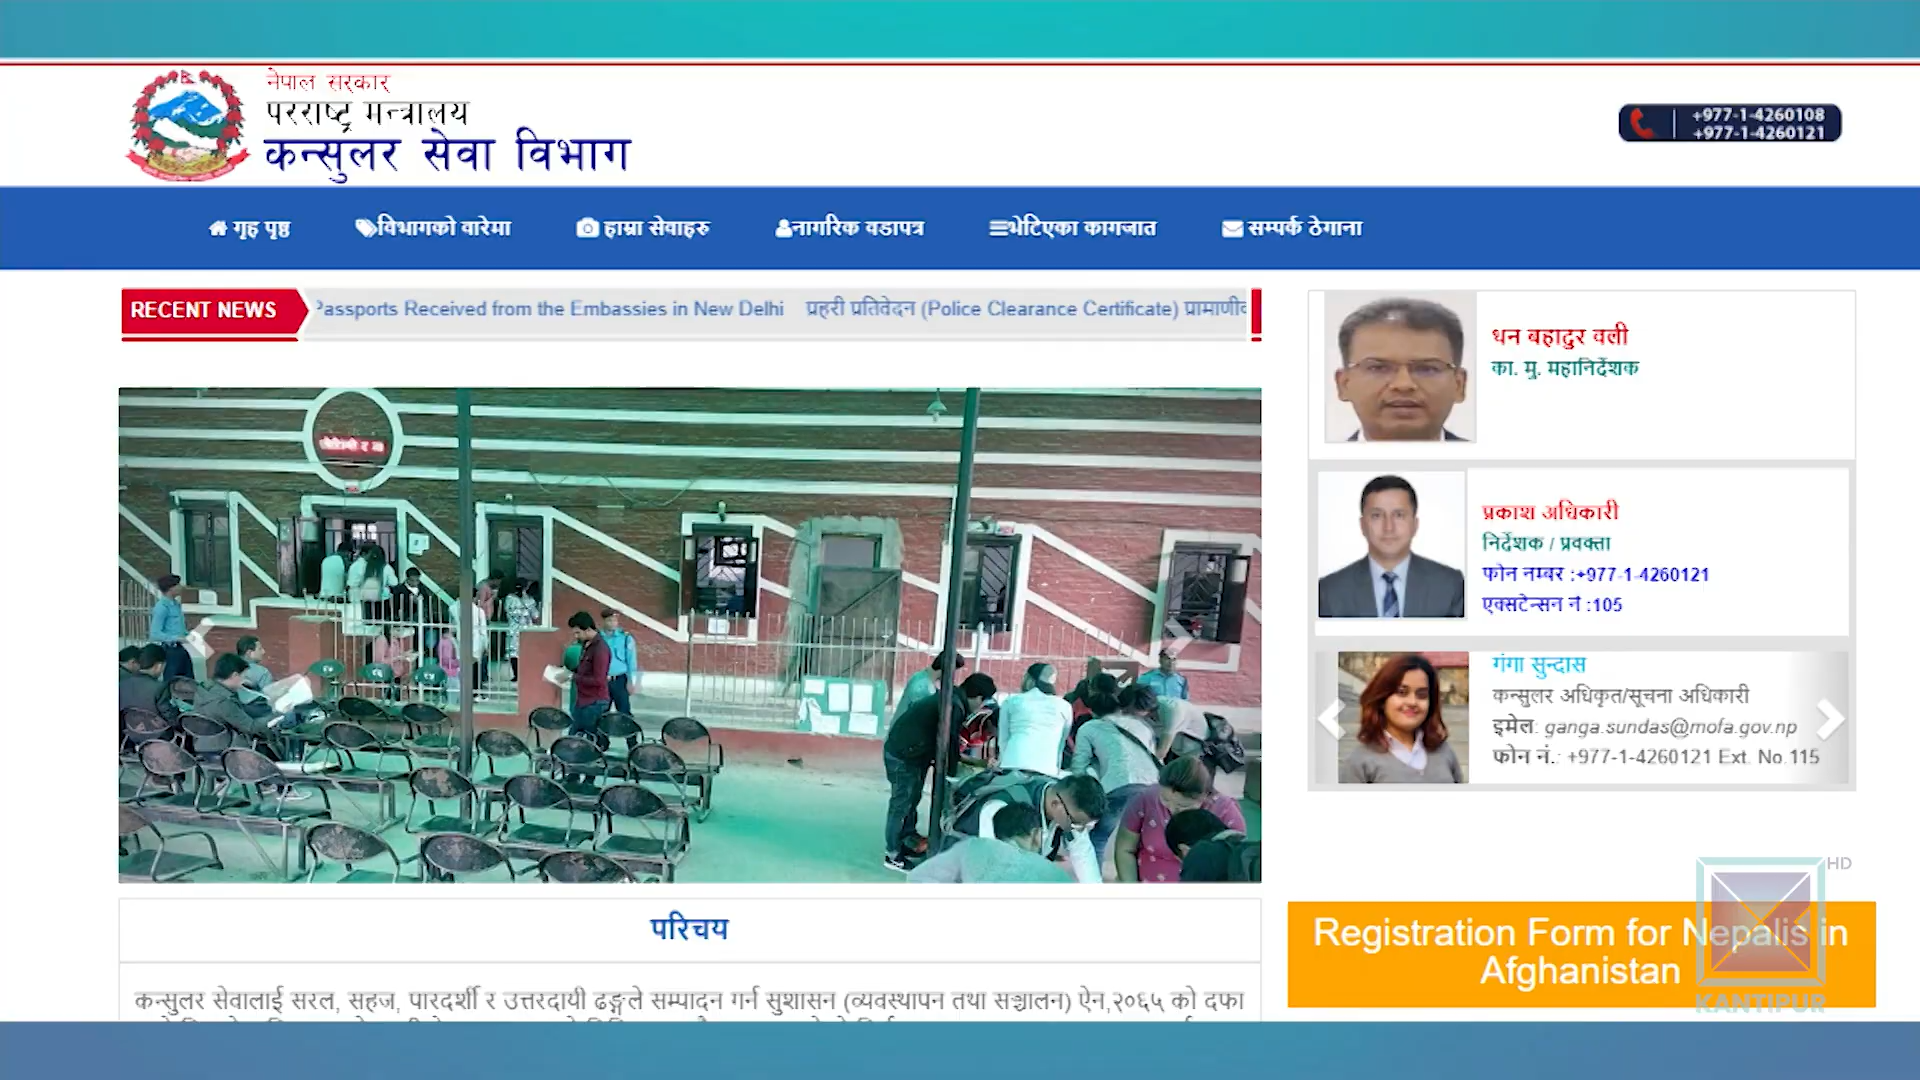 नेपाल सरकार
परराष्ट्र मन्त्रालय
कन्सुलर सेवा विभाग
+977-1-4260108
+977-1-4260121
गृह पृष्ठ
विभागको वारेमा
हाम्रा सेवाहरु
नागरिक वडापत्र
भेटिएका कागजात
सम्पर्क ठेगाना
RECENT NEWS
Passports Received from the Embassies in New Delhi प्रहरी प्रतिवेदन (Police Clearance Certificate)
धन बहादुर वली
का. मु. महानिर्देशक
प्रकाश अधिकारी
निर्देशक / प्रवक्ता
फोन नम्बर :+977-1-4260121
एक्सटेन्सन नं :105
गंगा सुन्दास
कन्सुलर अधिकृत/सूचना अधिकारी
इमेल: ganga.sundas@mofa.gov.np
फोन नं.: +977-1-4260121 Ext. No.115
परिचय
कन्सुलर सेवालाई सरल, सहज, पारदर्शी र उत्तरदायी ढङ्गले सम्पादन गर्न सुशासन (व्यवस्थापन तथा सञ्चालन) ऐन,२०६५ को दफा
Registration Form for Nepalis in
Afghanistan
HD
KANTIPUR